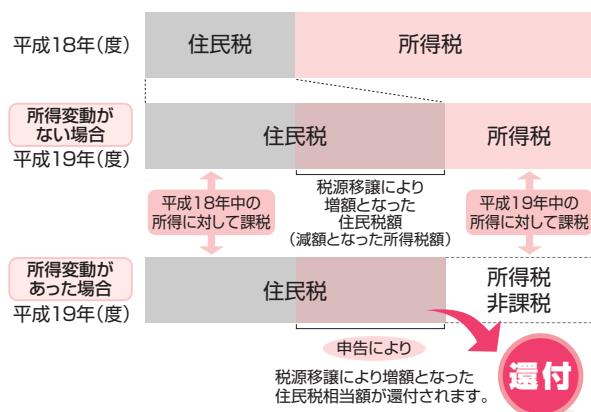 平成18年(度)
住民税
所得税
所得変動が
ない場合
平成19年(度)
住民税
所得税
平成18年中の
所得に対して課税
税源移譲により
増額となった
住民税額
(減額となった所得税額)
平成19年中の
所得に対して課税
所得変動が
あった場合
平成19年(度)
住民税
所得税
非課税
申告により
税源移譲により増額となった
住民税相当額が還付されます。
還付